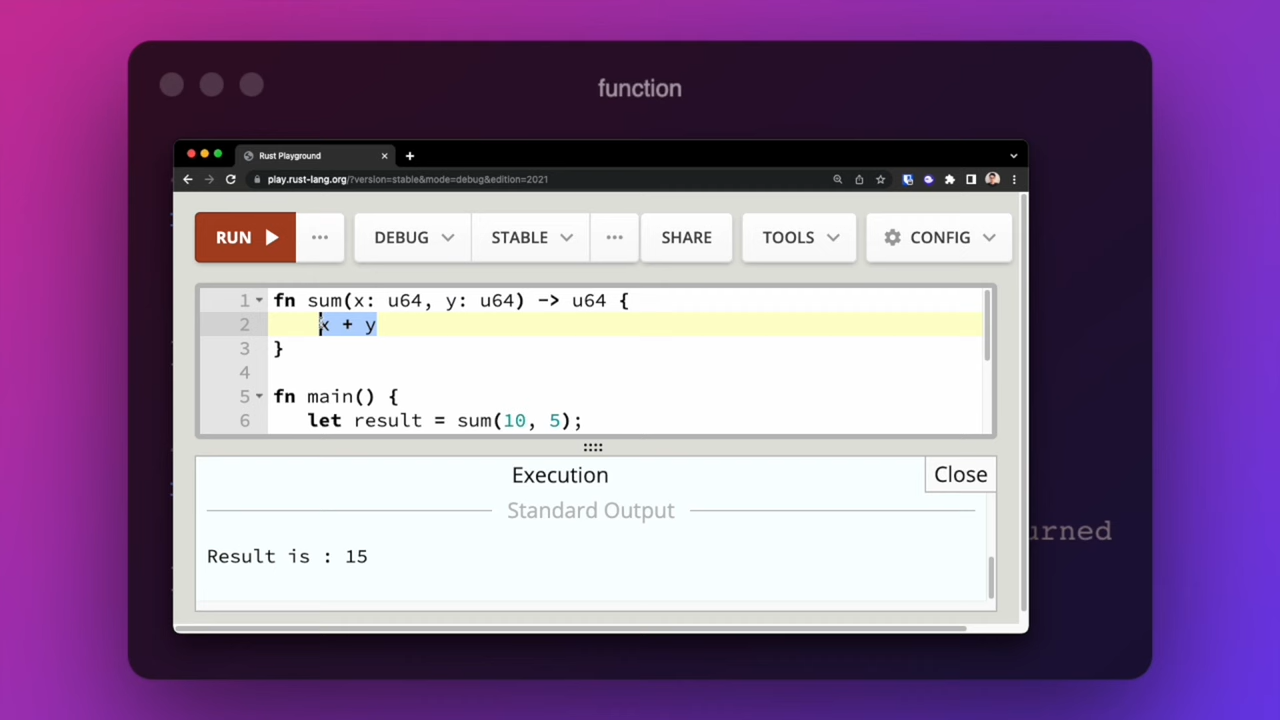 function
Rust Playground
play.rust-lang.org/?version=stable&mode=debug&edition=2021
RUN
DEBUG
STABLE
SHARE
TOOLS
CONFIG
1 fn sum(x: u64, y: u64) -> u64 {
2 x + y
3 }
4
5 fn main() {
6 let result = sum(10, 5);
Execution
Close
Standard Output
urned
Result is : 15